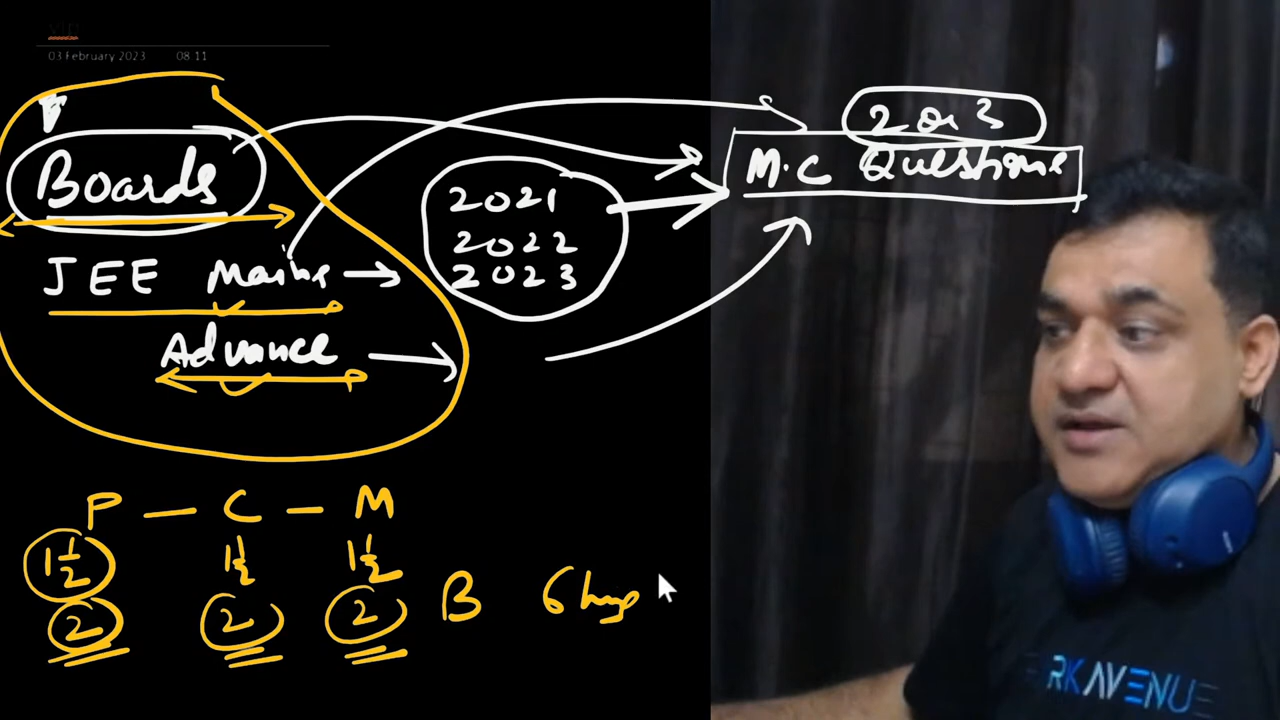 03 February 2023 08:11
2 or 3
M.C Questions
Boards
2021
2022
2023
JEE Mains
Advance
P — C — M
1½ 1½ 1½
2 2 2 B 6 hrs
RKAVENUE